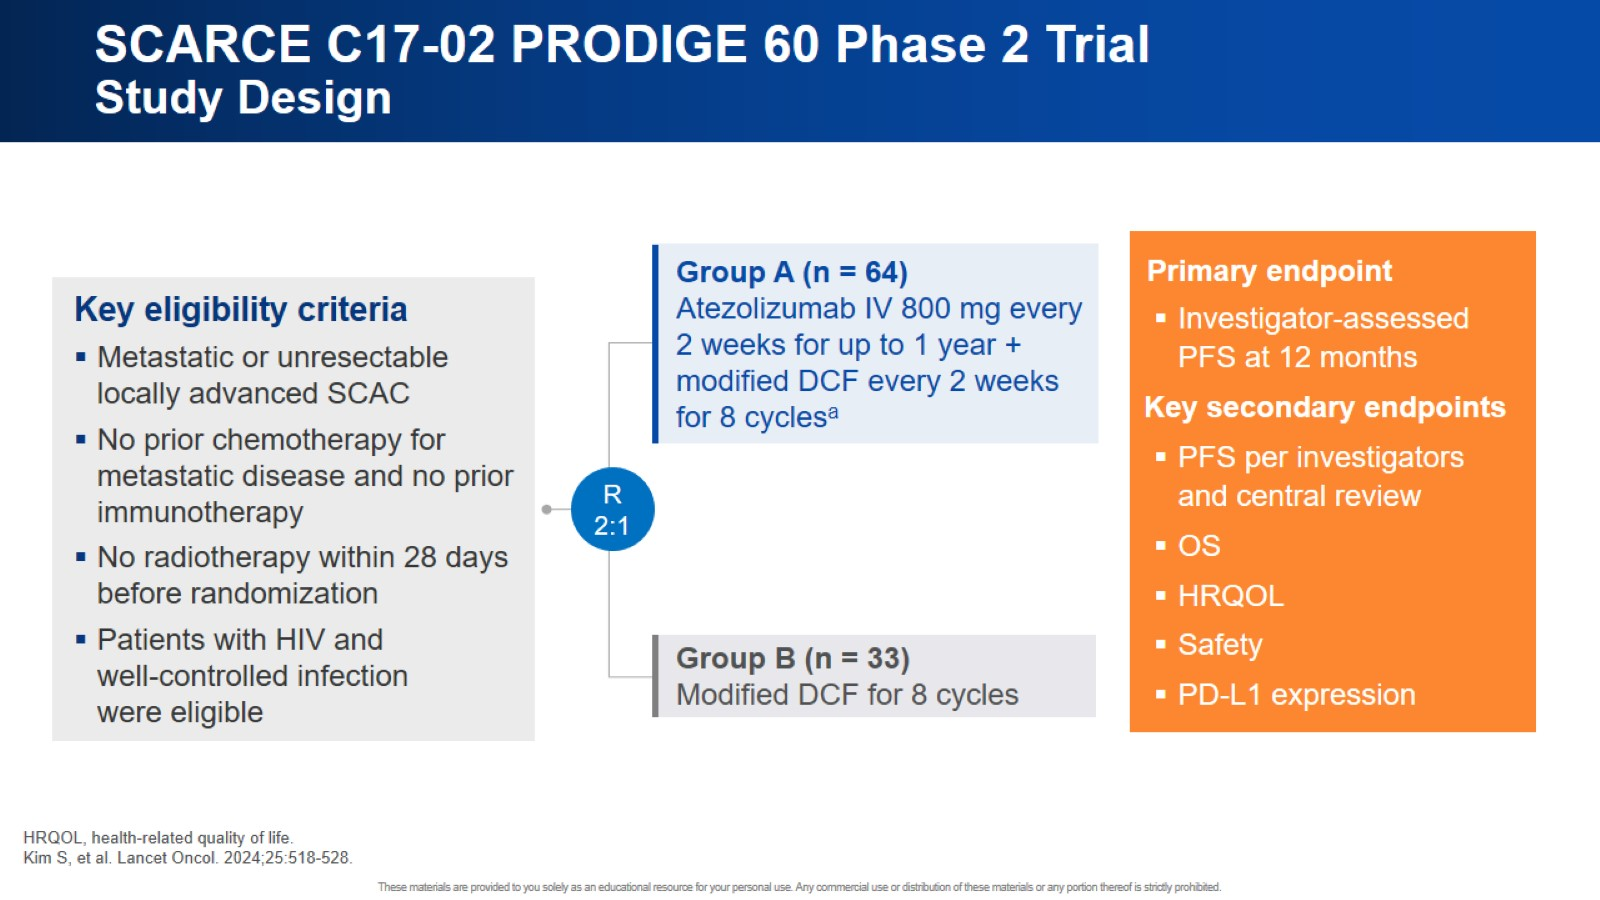 SCARCE C17-02 PRODIGE 60 Phase 2 Trial
Study Design
Key eligibility criteria
▪ Metastatic or unresectable
locally advanced SCAC
▪ No prior chemotherapy for
metastatic disease and no prior
immunotherapy
▪ No radiotherapy within 28 days
before randomization
▪ Patients with HIV and
well-controlled infection
were eligible
R
2:1
Group A (n = 64)
Atezolizumab IV 800 mg every
2 weeks for up to 1 year +
modified DCF every 2 weeks
for 8 cyclesᵃ
Group B (n = 33)
Modified DCF for 8 cycles
Primary endpoint
▪ Investigator-assessed
PFS at 12 months
Key secondary endpoints
▪ PFS per investigators
and central review
▪ OS
▪ HRQOL
▪ Safety
▪ PD-L1 expression
HRQOL, health-related quality of life.
Kim S, et al. Lancet Oncol. 2024;25:518-528.
These materials are provided to you solely as an educational resource for your personal use. Any commercial use or distribution of these materials or any portion thereof is strictly prohibited.